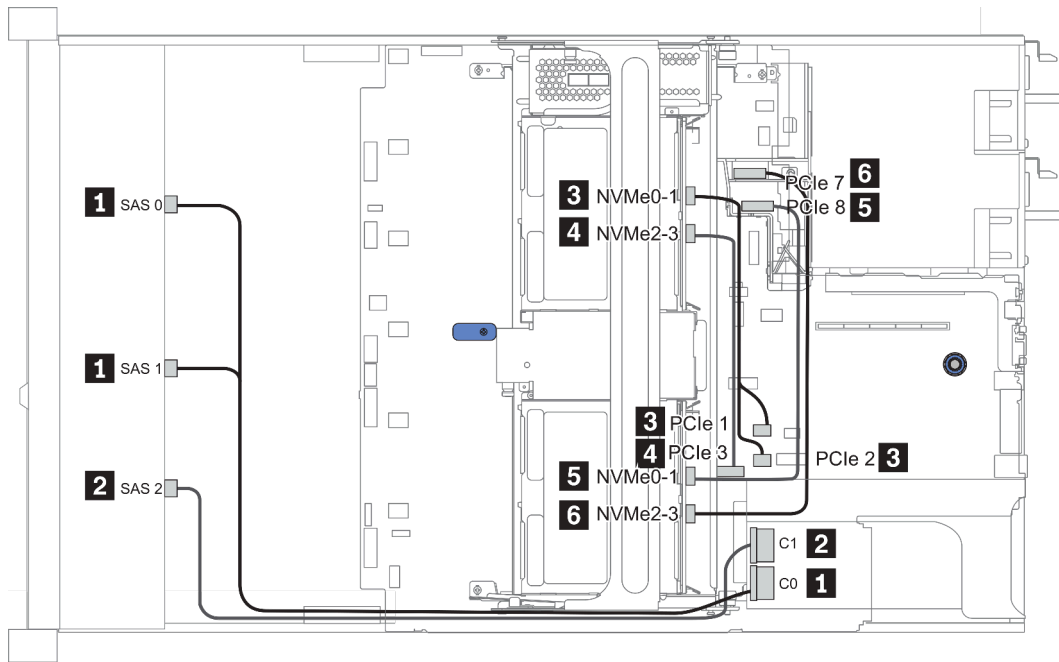 1 SAS 0
1 SAS 1
2 SAS 2
3 NVMe0-1
4 NVMe2-3
PCIe 7 6
PCIe 8 5
3 PCIe 1
4 PCIe 3
PCIe 2 3
5 NVMe0-1
6 NVMe2-3
C1 2
C0 1